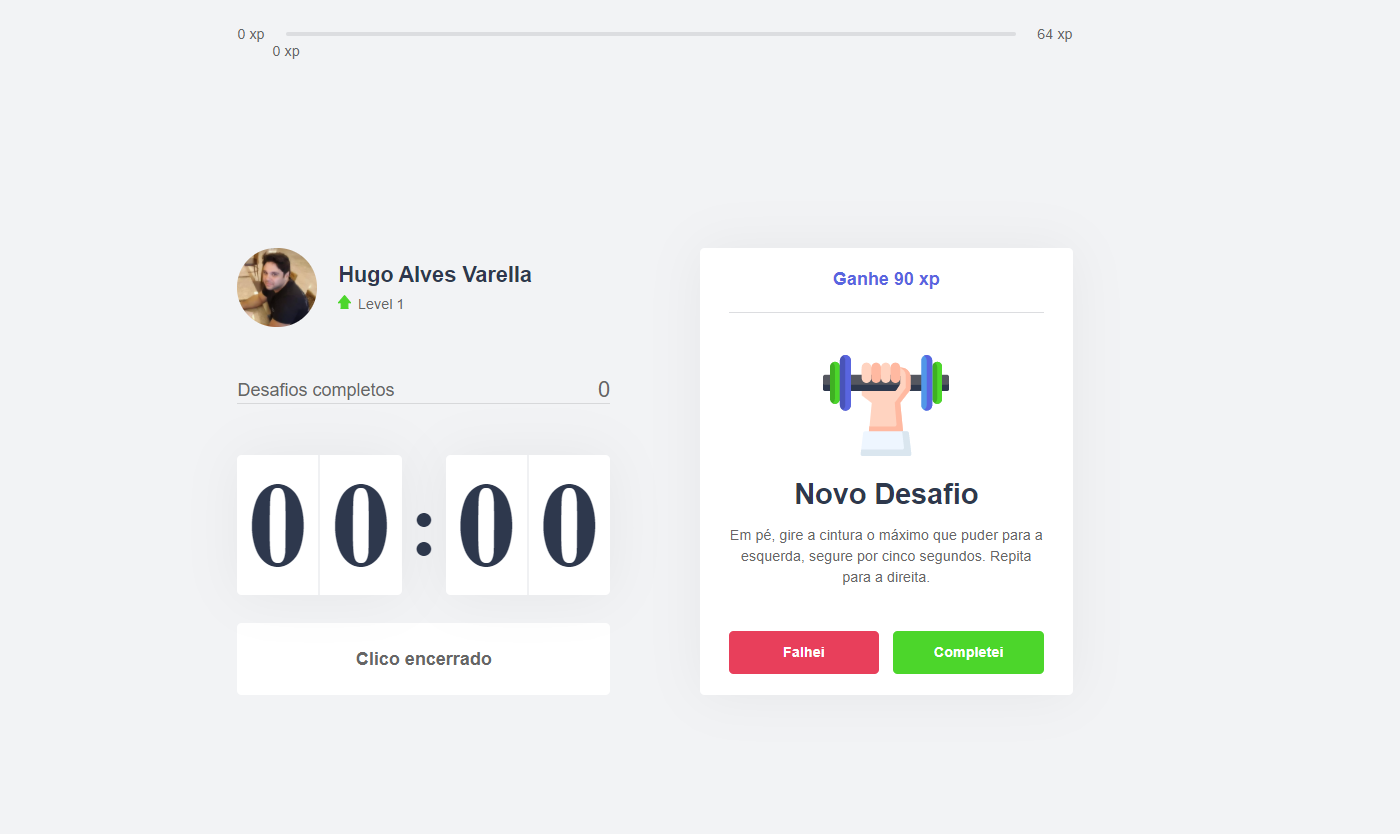 0 xp
64 xp
0 xp
Hugo Alves Varella
Level 1
Desafios completos
0
00:00
Clico encerrado
Ganhe 90 xp
Novo Desafio
Em pé, gire a cintura o máximo que puder para a
esquerda, segure por cinco segundos. Repita
para a direita.
Falhei
Completei